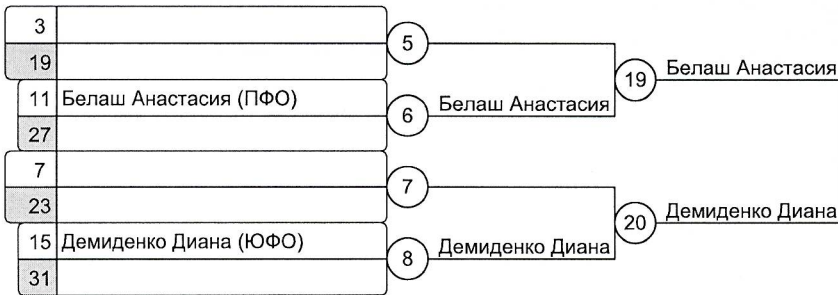 3
5
19
19
Белаш Анастасия
11 Белаш Анастасия (ПФО)
6
Белаш Анастасия
27
7
7
23
20
Демиденко Диана
15 Демиденко Диана (ЮФО)
8
Демиденко Диана
31